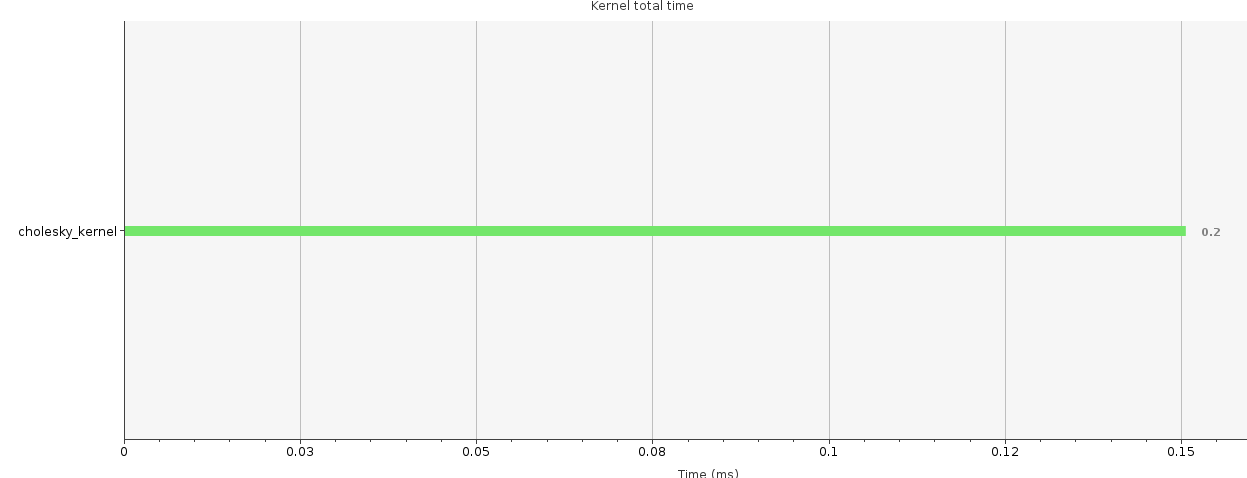 Kernel total time
cholesky_kernel
0.2
0 0.03 0.05 0.08 0.1 0.12 0.15
Time (ms)